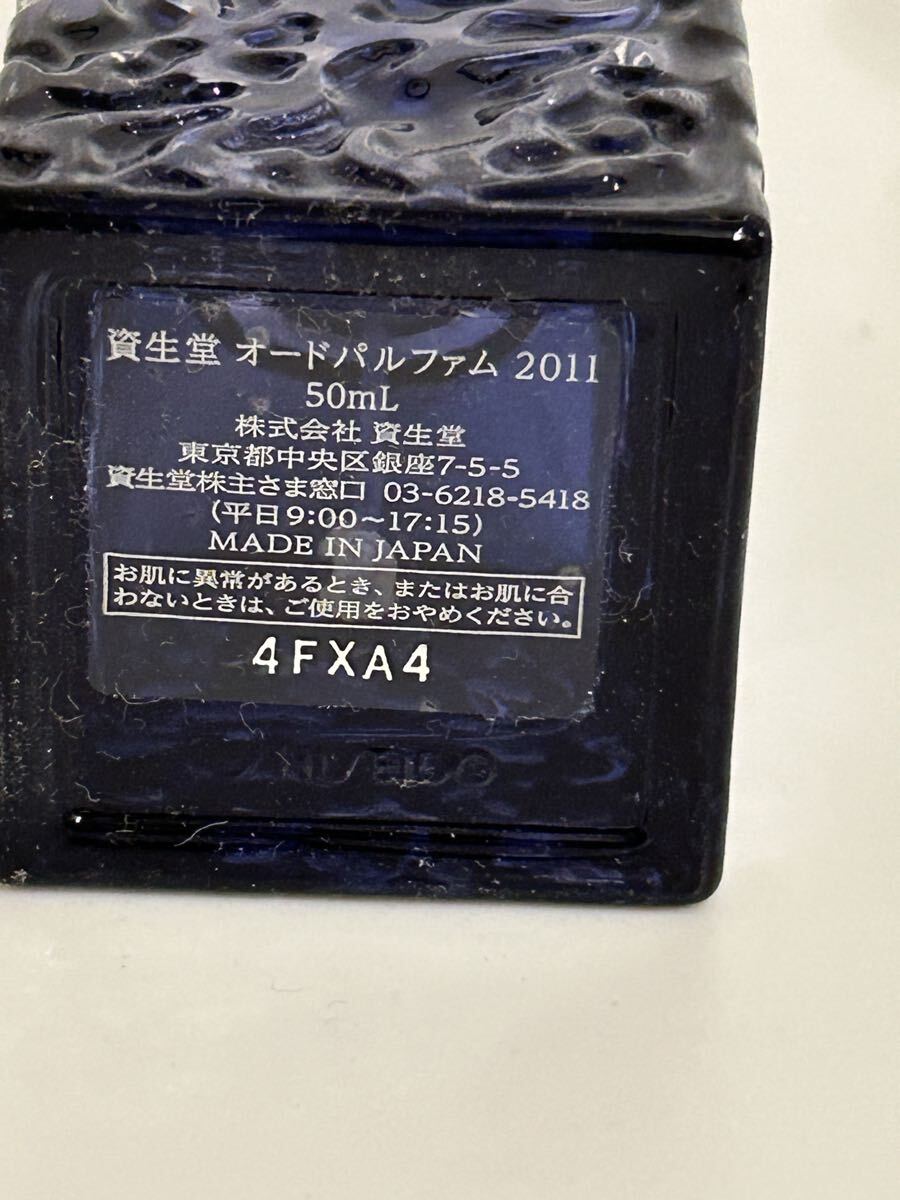 資生堂 オードパルファム 2011
50mL
株式会社 資生堂
東京都中央区銀座7-5-5
資生堂株主さま窓口 03-6218-5418
(平日9:00~17:15)
MADE IN JAPAN
お肌に異常があるとき、またはお肌に合
わないときは、ご使用をおやめください。
4FXA4